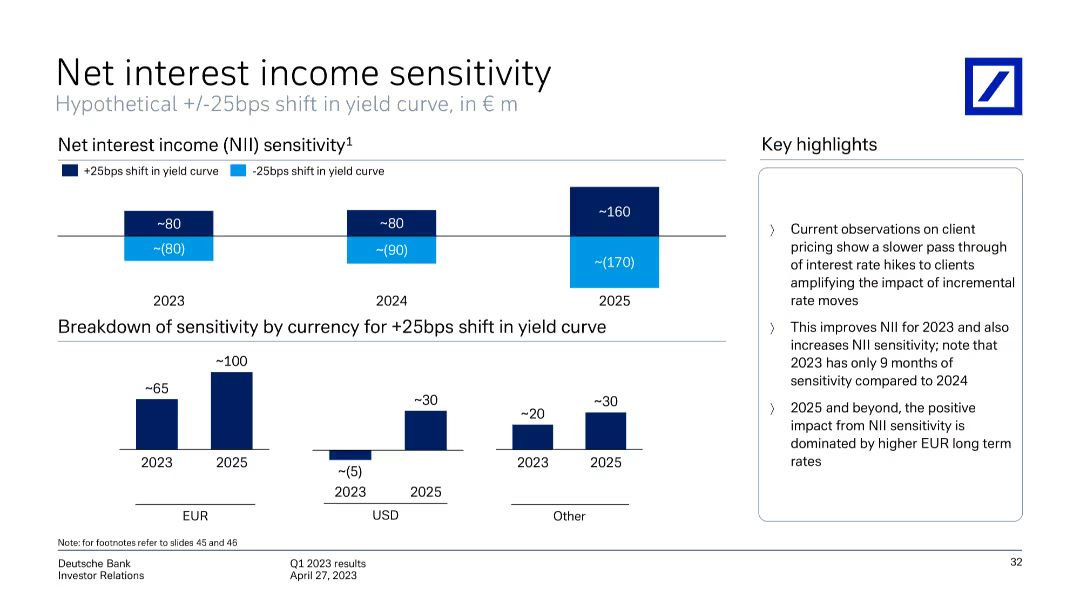 Net interest income sensitivity
Hypothetical +/-25bps shift in yield curve, in € m
Net interest income (NII) sensitivity1
+25bps shift in yield curve
-25bps shift in yield curve
~80
~80
~160
~(80)
~(90)
~(170)
2023
2024
2025
Breakdown of sensitivity by currency for +25bps shift in yield curve
~65
~100
2023
2025
EUR
~(5)
~30
2023
2025
USD
~20
~30
2023
2025
Other
Key highlights
〉 Current observations on client
pricing show a slower pass through
of interest rate hikes to clients
amplifying the impact of incremental
rate moves
〉 This improves NII for 2023 and also
increases NII sensitivity; note that
2023 has only 9 months of
sensitivity compared to 2024
〉 2025 and beyond, the positive
impact from NII sensitivity is
dominated by higher EUR long term
rates
Note: for footnotes refer to slides 45 and 46
Deutsche Bank
Investor Relations
Q1 2023 results
April 27, 2023
32